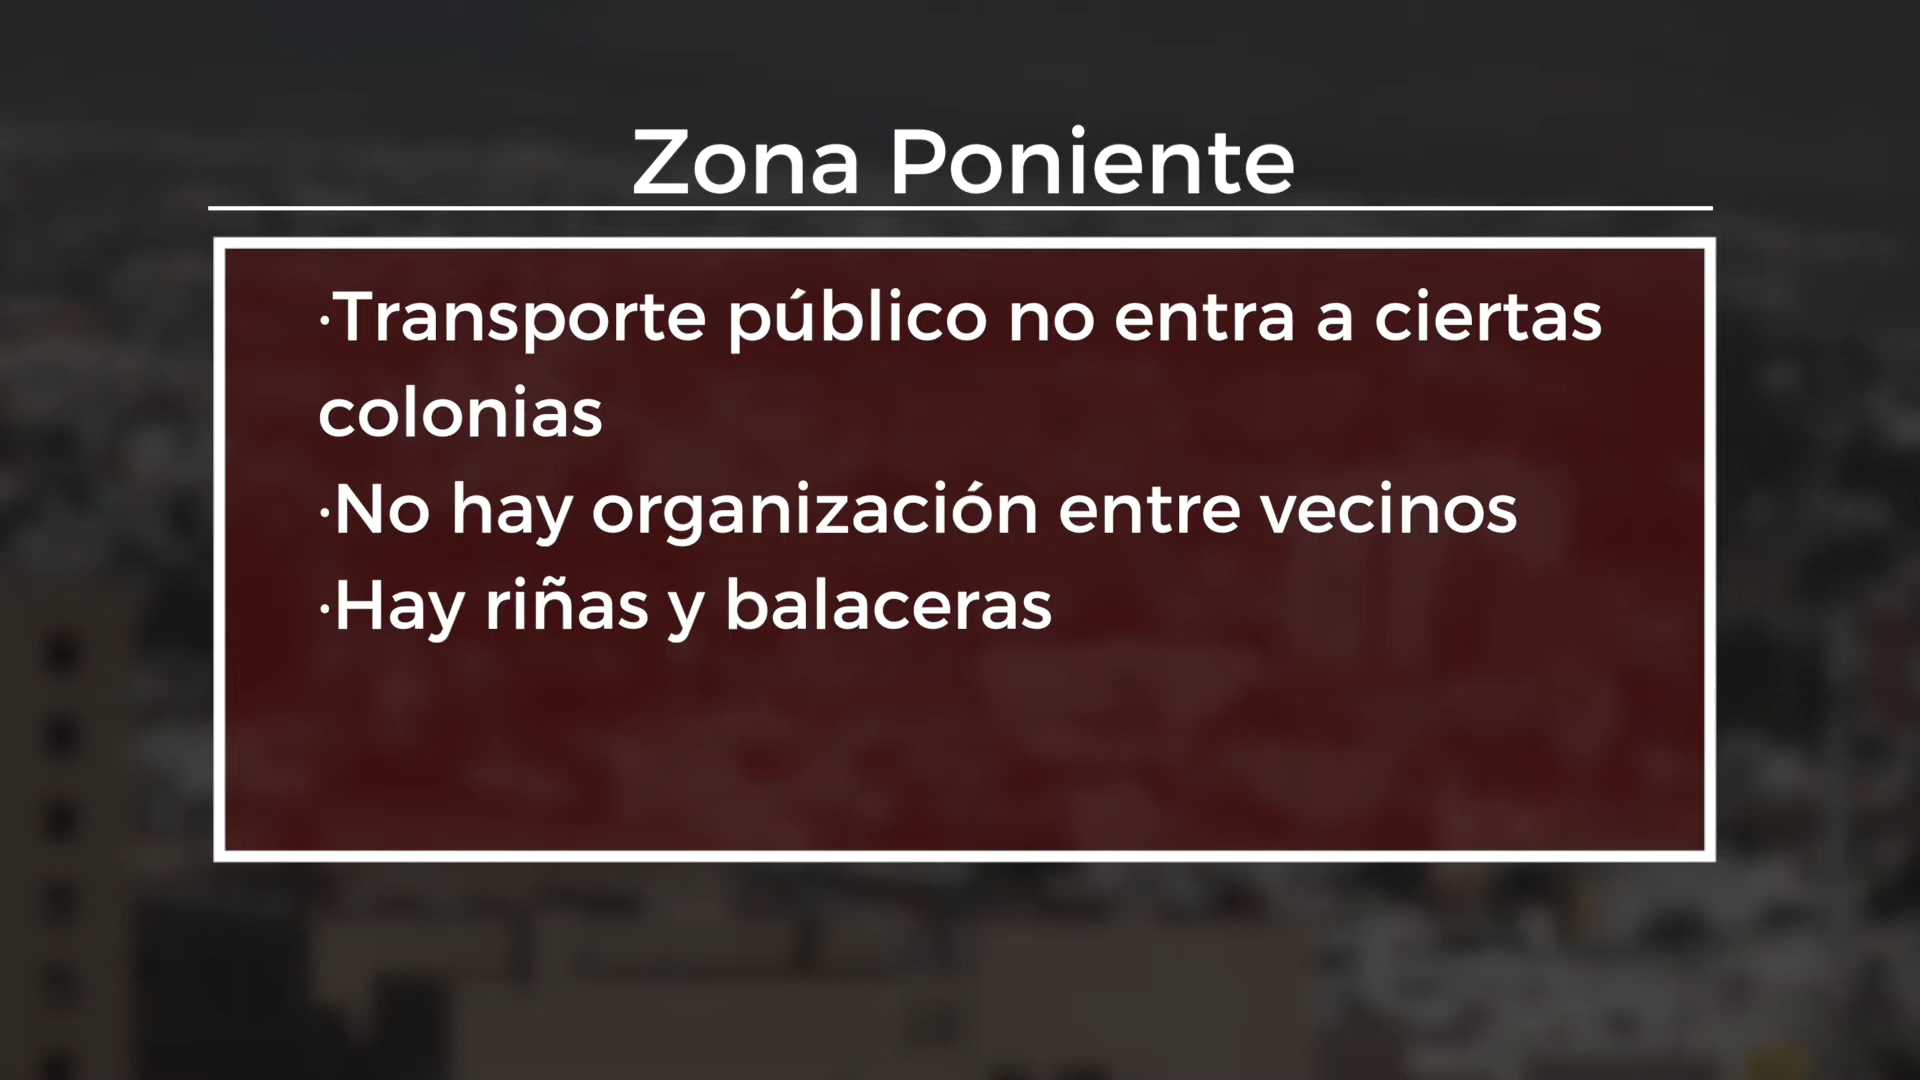 Zona Poniente
·Transporte público no entra a ciertas
colonias
·No hay organización entre vecinos
·Hay riñas y balaceras